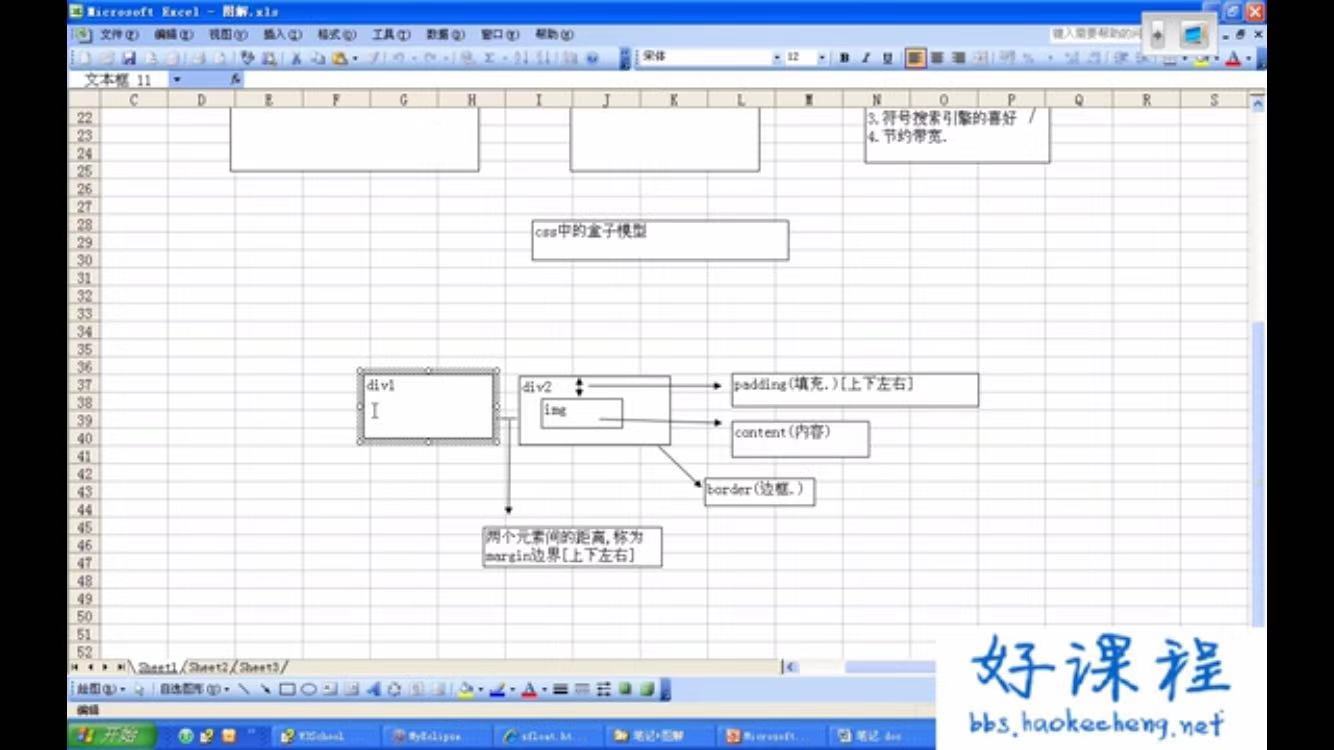 Microsoft Excel - 图解.xls
文件(F) 编辑(E) 视图(V) 插入(I) 格式(O) 工具(T) 数据(D) 窗口(W) 帮助(H)
键入需要帮助的问
宋体 12 B I U
文本框 11 fx
C D E F G H I J K L M N O P Q R S
22
23
24
25
26
27
28
29
30
31
32
33
34
35
36
37
38
39
40
41
42
43
44
45
46
47
48
49
50
51
52
3.符号搜索引擎的喜好 /
4.节约带宽.
css中的盒子模型
div1
div2
img
padding(填充.)[上下左右]
content(内容)
border(边框.)
两个元素间的距离,称为
margin边界[上下左右]
Sheet1 Sheet2 Sheet3
绘图(R) 自选图形(U)
编辑
开始 W3School MyEclipse sfloat.ht... 笔记+图解 Microsoft... 笔记.doc
好课程
bbs.haokecheng.net